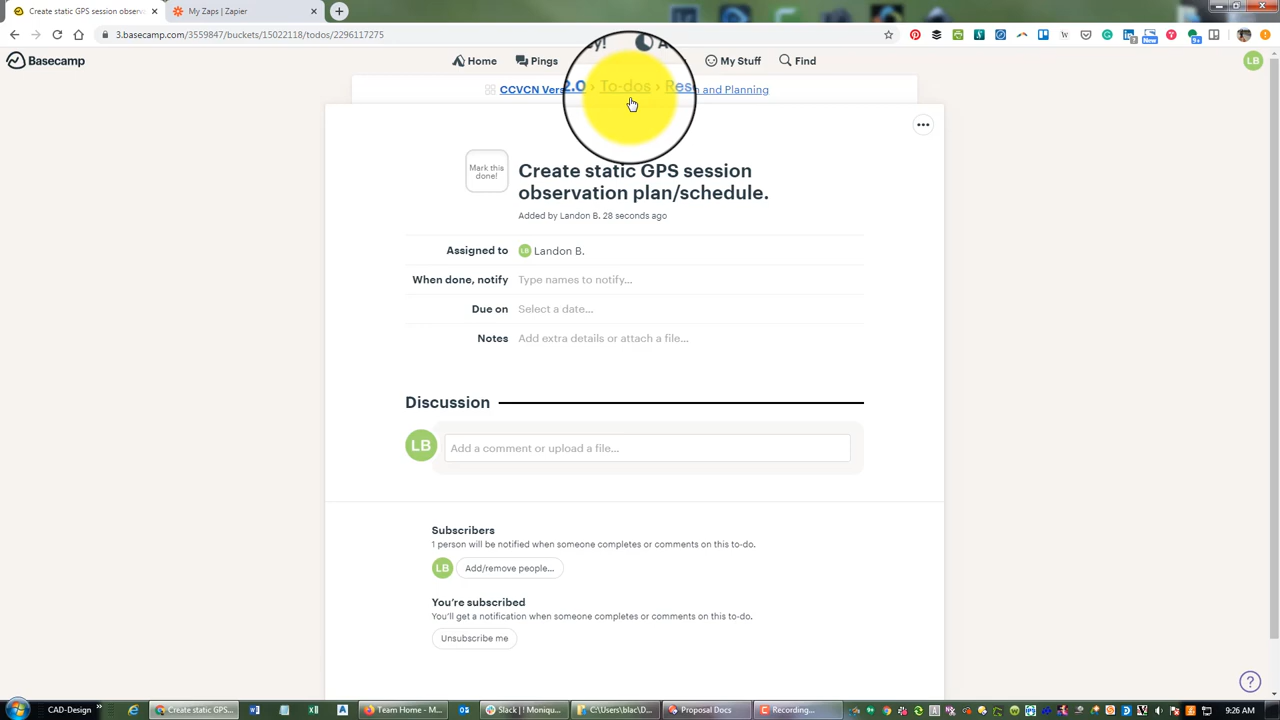 Create static GPS session observ
My Zaps | Zapier
3.basecamp.com/3559847/buckets/15022118/todos/2296117275
Basecamp
Home
Pings
My Stuff
Find
LB
CCVCN Vers 2.0 › To-dos › Res h and Planning
Mark this
done!
Create static GPS session
observation plan/schedule.
Added by Landon B. 28 seconds ago
Assigned to LB Landon B.
When done, notify Type names to notify...
Due on Select a date...
Notes Add extra details or attach a file...
Discussion
LB Add a comment or upload a file...
Subscribers
1 person will be notified when someone completes or comments on this to-do.
LB Add/remove people...
You're subscribed
You'll get a notification when someone completes or comments on this to-do.
Unsubscribe me
CAD-Design
Create static GPS...
Team Home - M...
Slack | Moniqu...
C:\Users\blac\D...
Proposal Docs
Recording...
9:26 AM